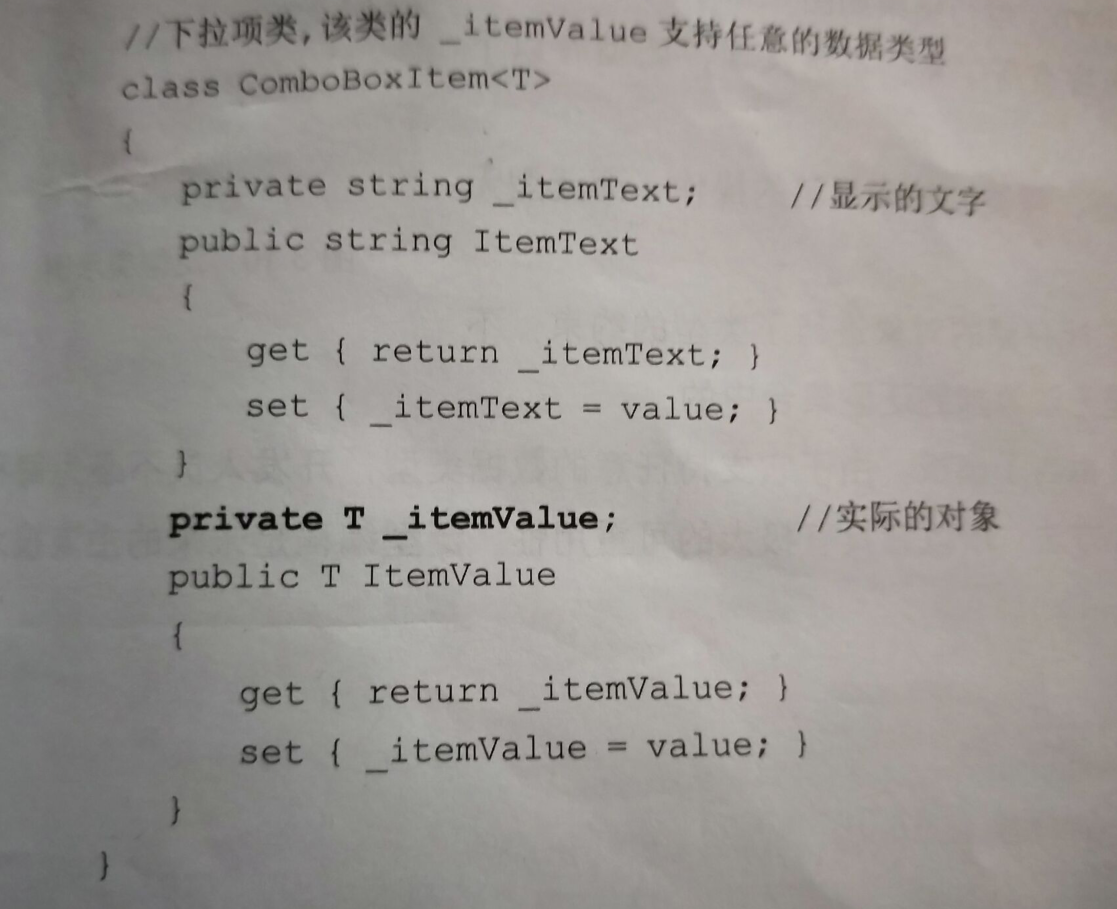 //下拉项类,该类的 _itemValue 支持任意的数据类型
class ComboBoxItem<T>
{
private string _itemText; //显示的文字
public string ItemText
{
get { return _itemText; }
set { _itemText = value; }
}
private T _itemValue; //实际的对象
public T ItemValue
{
get { return _itemValue; }
set { _itemValue = value; }
}
}